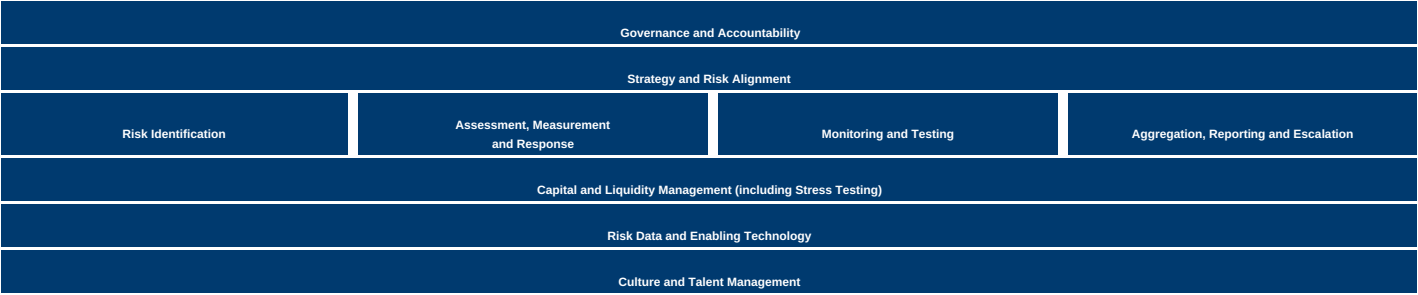 Governance and Accountability
Strategy and Risk Alignment
Risk Identification
Assessment, Measurement
and Response
Monitoring and Testing
Aggregation, Reporting and Escalation
Capital and Liquidity Management (including Stress Testing)
Risk Data and Enabling Technology
Culture and Talent Management